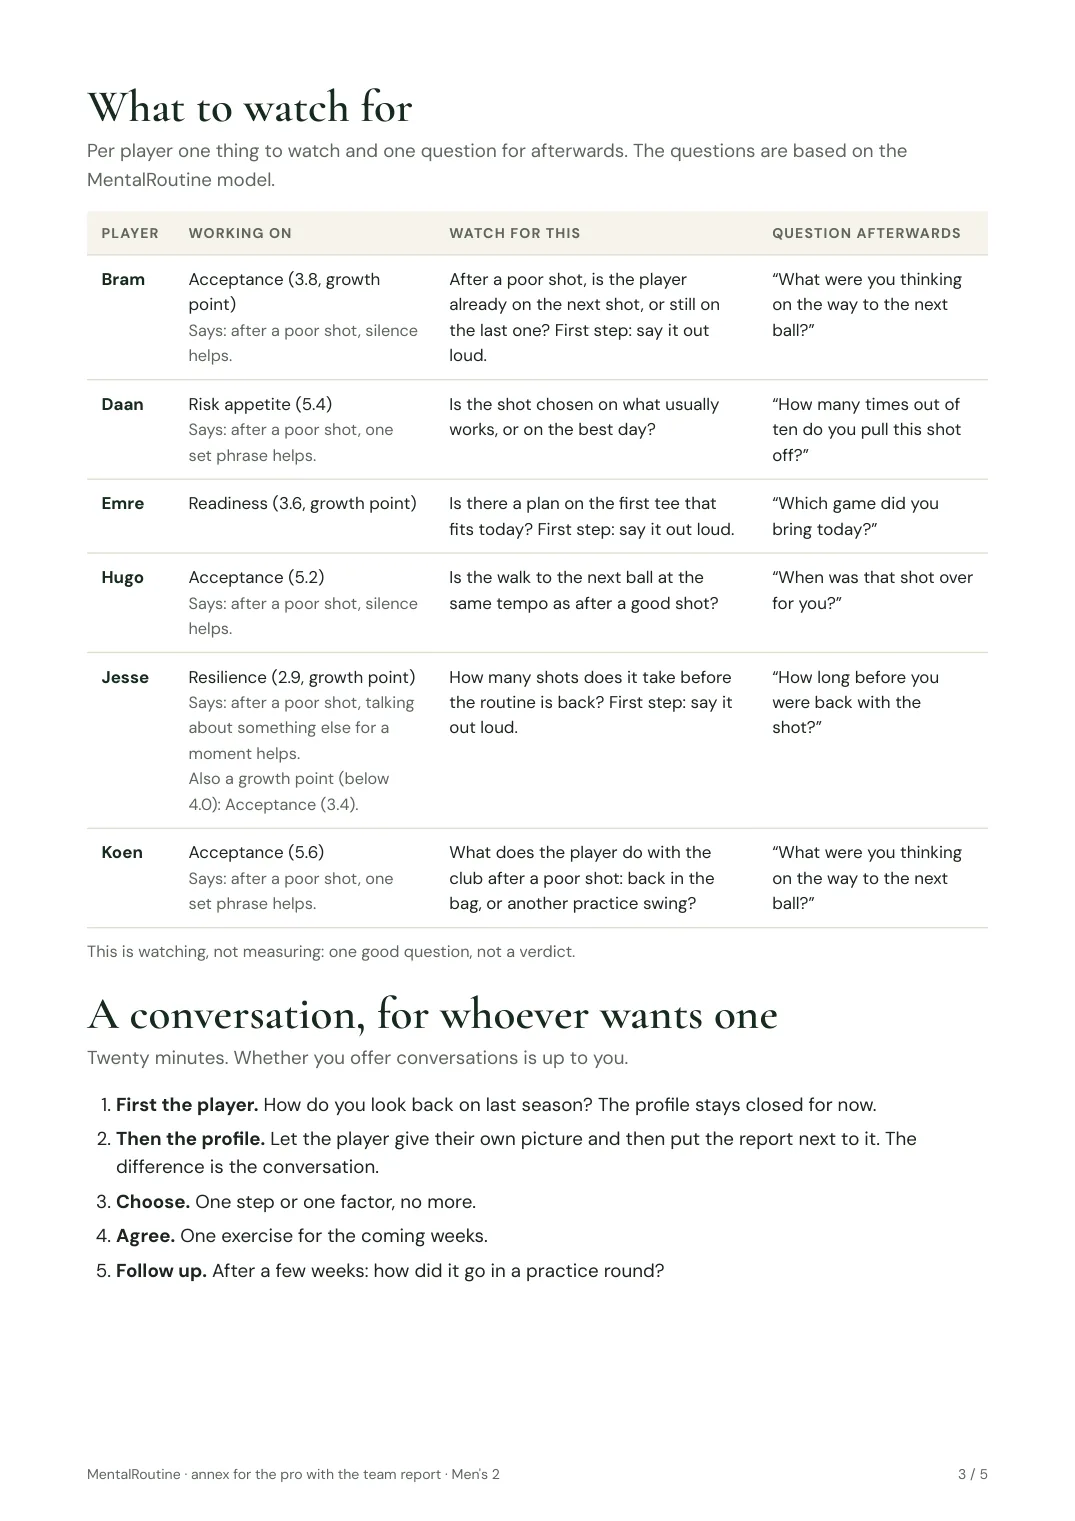 What to watch for
Per player one thing to watch and one question for afterwards. The questions are based on the
MentalRoutine model.
PLAYER WORKING ON WATCH FOR THIS QUESTION AFTERWARDS
Bram Acceptance (3.8, growth After a poor shot, is the player “What were you thinking
point) already on the next shot, or still on on the way to the next
Says: after a poor shot, silence the last one? First step: say it out ball?”
helps. loud.
Daan Risk appetite (5.4) Is the shot chosen on what usually “How many times out of
Says: after a poor shot, one works, or on the best day? ten do you pull this shot
set phrase helps. off?”
Emre Readiness (3.6, growth point) Is there a plan on the first tee that “Which game did you
fits today? First step: say it out loud. bring today?”
Hugo Acceptance (5.2) Is the walk to the next ball at the “When was that shot over
Says: after a poor shot, silence same tempo as after a good shot? for you?”
helps.
Jesse Resilience (2.9, growth point) How many shots does it take before “How long before you
Says: after a poor shot, talking the routine is back? First step: say it were back with the
about something else for a out loud. shot?”
moment helps.
Also a growth point (below
4.0): Acceptance (3.4).
Koen Acceptance (5.6) What does the player do with the “What were you thinking
Says: after a poor shot, one club after a poor shot: back in the on the way to the next
set phrase helps. bag, or another practice swing? ball?”
This is watching, not measuring: one good question, not a verdict.
A conversation, for whoever wants one
Twenty minutes. Whether you offer conversations is up to you.
1. First the player. How do you look back on last season? The profile stays closed for now.
2. Then the profile. Let the player give their own picture and then put the report next to it. The
difference is the conversation.
3. Choose. One step or one factor, no more.
4. Agree. One exercise for the coming weeks.
5. Follow up. After a few weeks: how did it go in a practice round?
MentalRoutine · annex for the pro with the team report · Men's 2 3 / 5